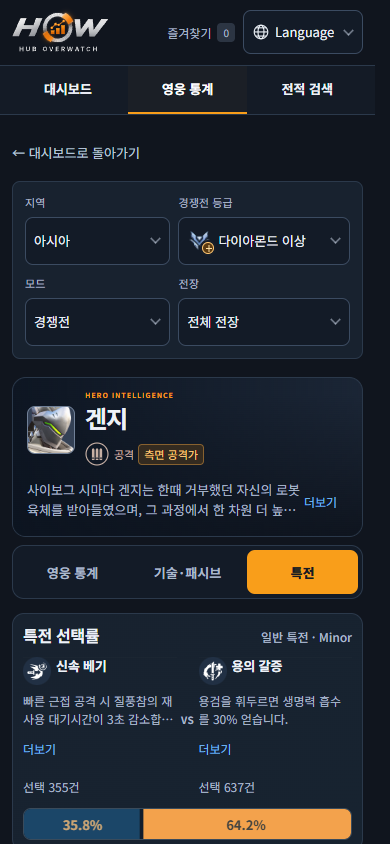 HOW
HUB OVERWATCH
즐겨찾기 0
Language
대시보드 영웅 통계 전적 검색
← 대시보드로 돌아가기
지역 경쟁전 등급
아시아 다이아몬드 이상
모드 전장
경쟁전 전체 전장
HERO INTELLIGENCE
겐지
공격 측면 공격가
사이보그 시마다 겐지는 한때 거부했던 자신의 로봇
육체를 받아들였으며, 그 과정에서 한 차원 더 높… 더보기
영웅 통계 기술·패시브 특전
특전 선택률 일반 특전 · Minor
신속 베기
빠른 근접 공격 시 질풍참의 재
사용 대기시간이 3초 감소합…
더보기
선택 355건
vs
용의 갈증
용검을 휘두르면 생명력 흡수
를 30% 얻습니다.
더보기
선택 637건
35.8% 64.2%